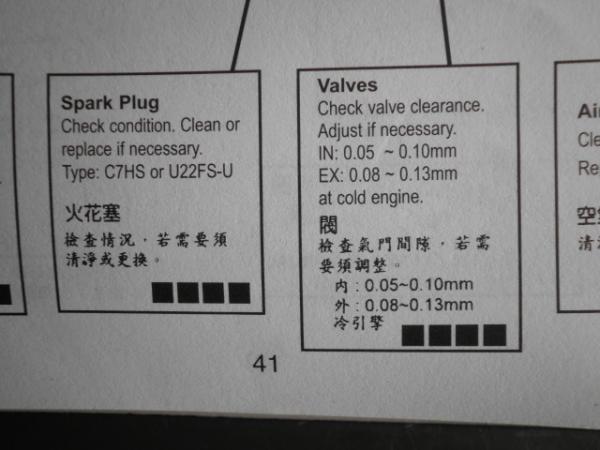 Spark Plug
Check condition. Clean or
replace if necessary.
Type: C7HS or U22FS-U
火花塞
檢查情況，若需要須
清淨或更換。
Valves
Check valve clearance.
Adjust if necessary.
IN: 0.05 ~ 0.10mm
EX: 0.08 ~ 0.13mm
at cold engine.
閥
檢查氣門間隙，若需
要須調整。
內：0.05~0.10mm
外：0.08~0.13mm
冷引擎
Cle
Re
清
41